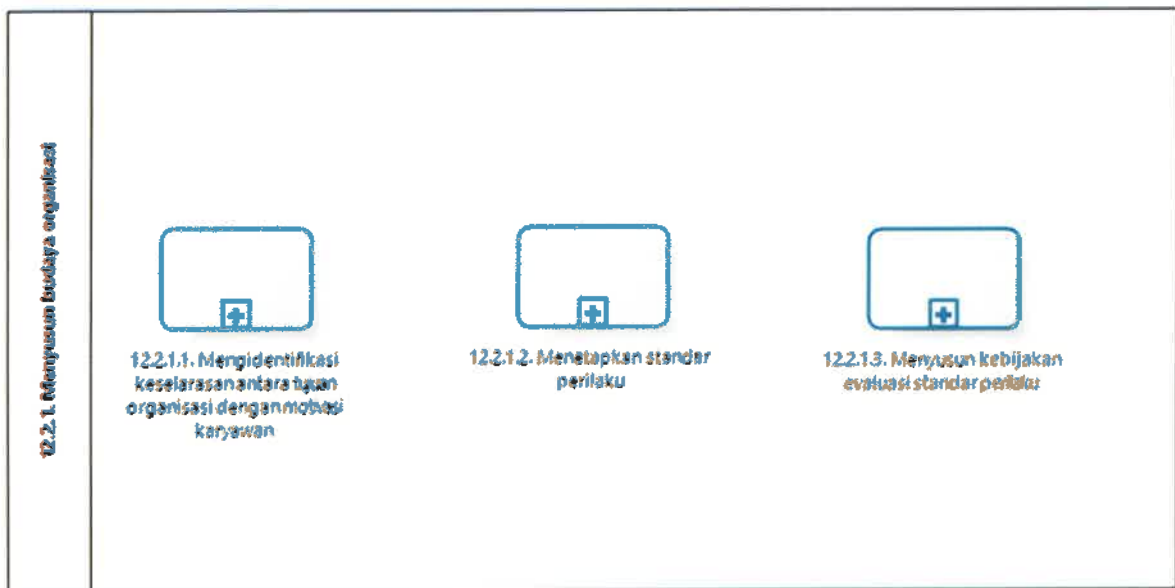 12.2.1. Menyusun budaya organisasi
12.2.1.1. Mengidentifikasi
keselarasan antara tujuan
organisasi dengan motivasi
karyawan
12.2.1.2. Menetapkan standar
perilaku
12.2.1.3. Menyusun kebijakan
evaluasi standar perilaku